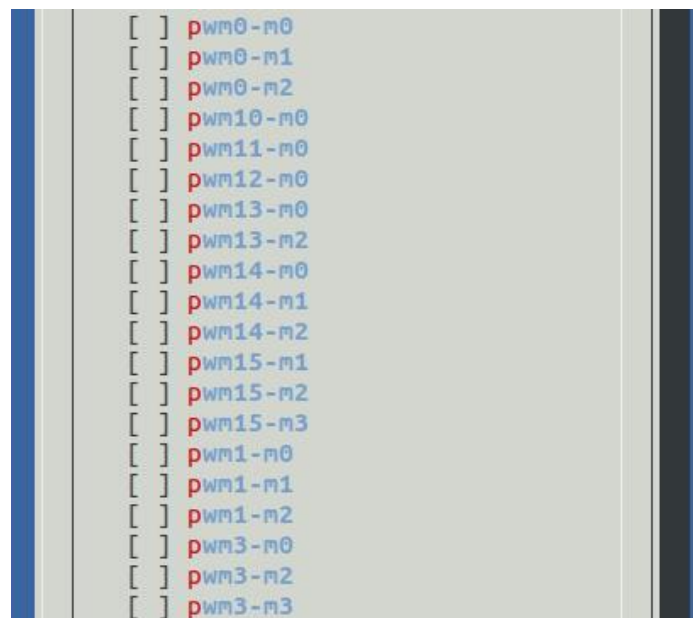 [ ] pwm0-m0
[ ] pwm0-m1
[ ] pwm0-m2
[ ] pwm10-m0
[ ] pwm11-m0
[ ] pwm12-m0
[ ] pwm13-m0
[ ] pwm13-m2
[ ] pwm14-m0
[ ] pwm14-m1
[ ] pwm14-m2
[ ] pwm15-m1
[ ] pwm15-m2
[ ] pwm15-m3
[ ] pwm1-m0
[ ] pwm1-m1
[ ] pwm1-m2
[ ] pwm3-m0
[ ] pwm3-m2
[ ] pwm3-m3